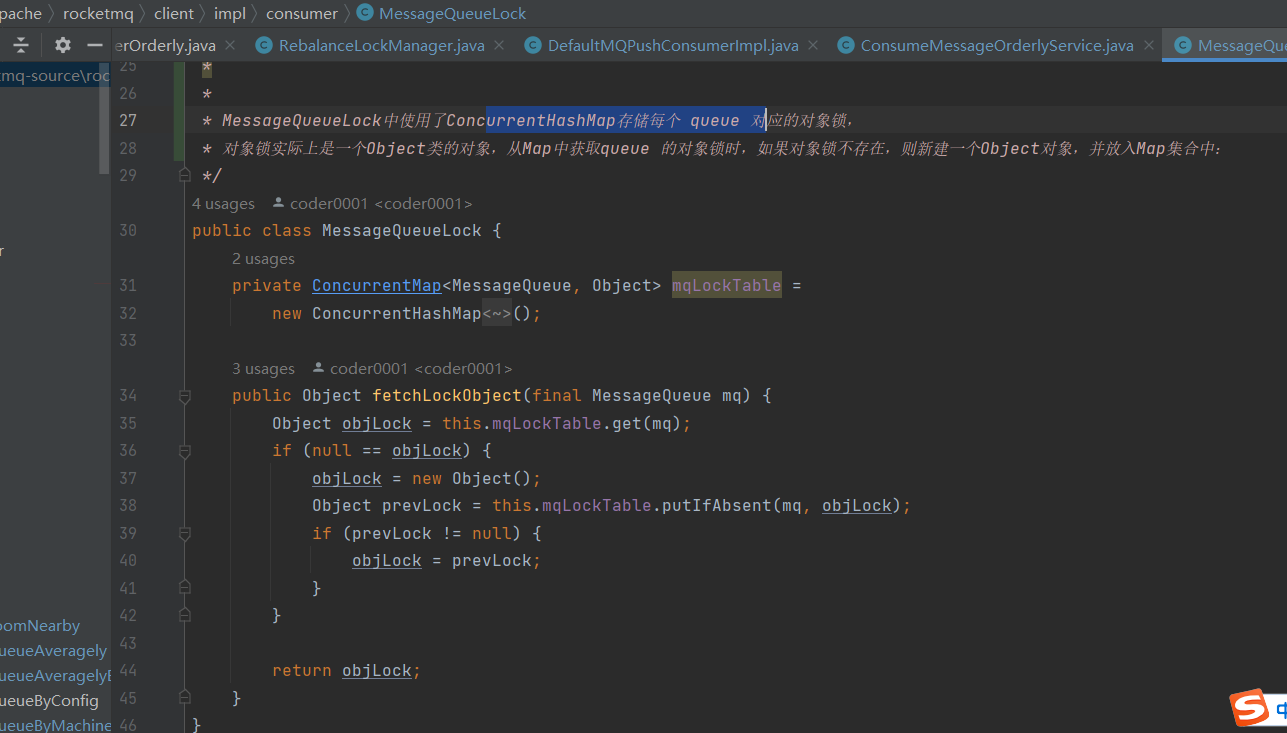 pache › rocketmq › client › impl › consumer › MessageQueueLock
erOrderly.java × RebalanceLockManager.java × DefaultMQPushConsumerImpl.java × ConsumeMessageOrderlyService.java × MessageQue
tmq-source\roc
25 *
26 *
27 * MessageQueueLock中使用了ConcurrentHashMap存储每个 queue 对应的对象锁,
28 * 对象锁实际上是一个Object类的对象,从Map中获取queue 的对象锁时,如果对象锁不存在,则新建一个Object对象,并放入Map集合中:
29 */
4 usages coder0001 <coder0001>
30 public class MessageQueueLock {
r
2 usages
31 private ConcurrentMap<MessageQueue, Object> mqLockTable =
32 new ConcurrentHashMap<~>();
33
3 usages coder0001 <coder0001>
34 public Object fetchLockObject(final MessageQueue mq) {
35 Object objLock = this.mqLockTable.get(mq);
36 if (null == objLock) {
37 objLock = new Object();
38 Object prevLock = this.mqLockTable.putIfAbsent(mq, objLock);
39 if (prevLock != null) {
40 objLock = prevLock;
41 }
42 }
oomNearby
43
ueueAveragely
44 return objLock;
ueueAveragelyB
45 }
ueueByConfig
46 }
ueueByMachine
S 中